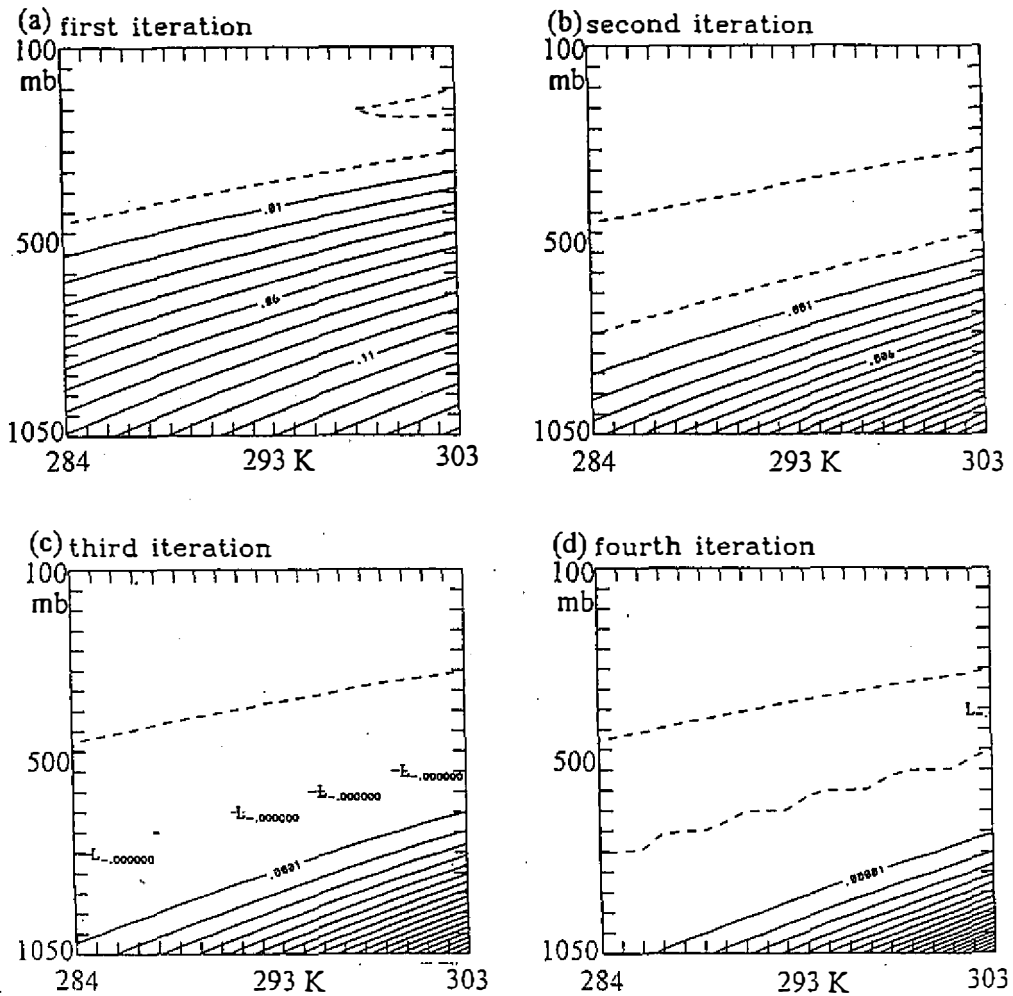 (a) first iteration
100
mb
.01
500
.06
.11
1050
284
293 K
303
(b) second iteration
100
mb
500
.001
.006
1050
284
293 K
303
(c) third iteration
100
mb
500
L-.000000
L-.000000
L-.000000
L-.000000
.0001
1050
284
293 K
303
(d) fourth iteration
100
mb
L-
500
.00001
1050
284
293 K
303